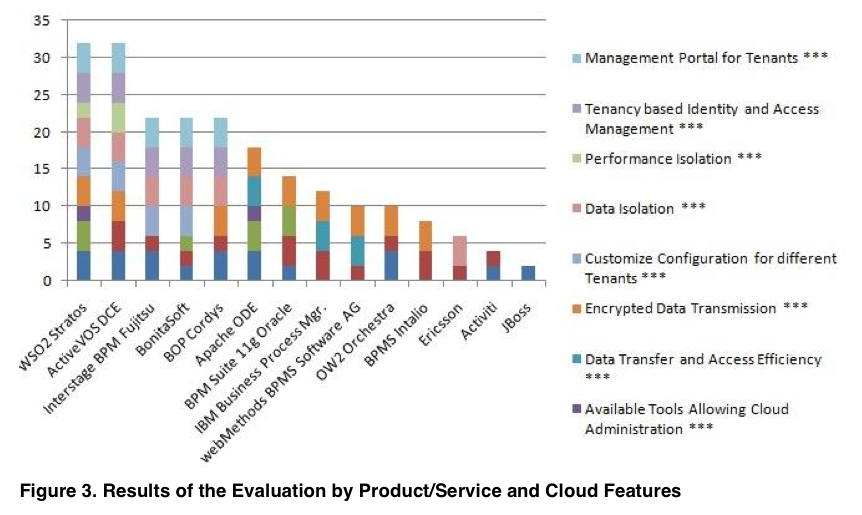 35
30
25
20
15
10
5
0
WSO2 Stratos
ActiveVOS DCE
Interstage BPM Fujitsu
BonitaSoft
BOP Cordys
Apache ODE
BPM Suite 11g Oracle
IBM Business Process Mgr.
webMethods BPMS Software AG
OW2 Orchestra
BPMS Intalio
Ericsson
Activiti
JBoss
Management Portal for Tenants ***
Tenancy based Identity and Access
Management ***
Performance Isolation ***
Data Isolation ***
Customize Configuration for different
Tenants ***
Encrypted Data Transmission ***
Data Transfer and Access Efficiency
***
Available Tools Allowing Cloud
Administration ***
Figure 3. Results of the Evaluation by Product/Service and Cloud Features